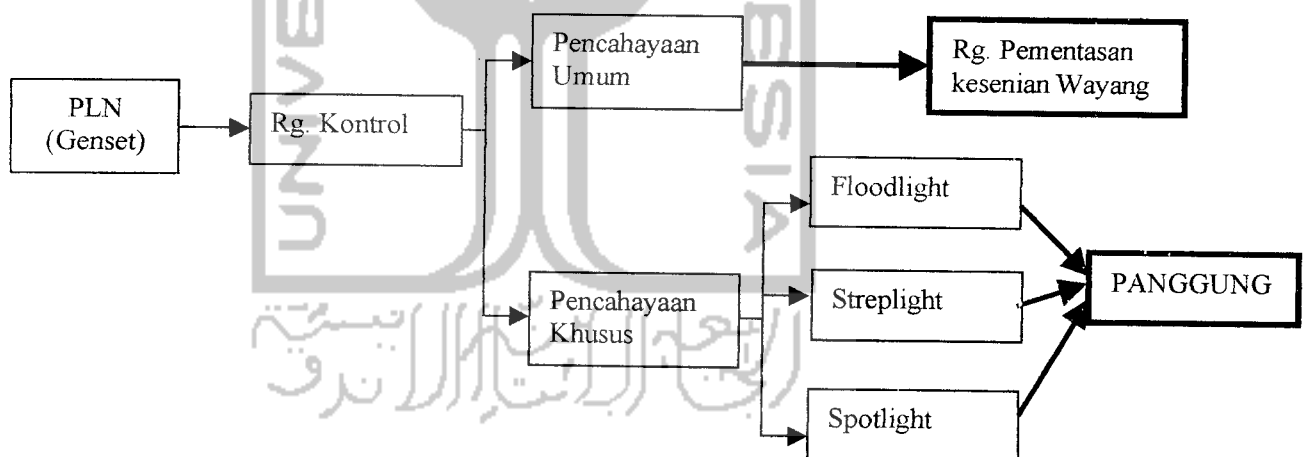 PLN
(Genset)
Rg. Kontrol
Pencahayaan
Umum
Rg. Pementasan
kesenian Wayang
Pencahayaan
Khusus
Floodlight
Streplight
Spotlight
PANGGUNG